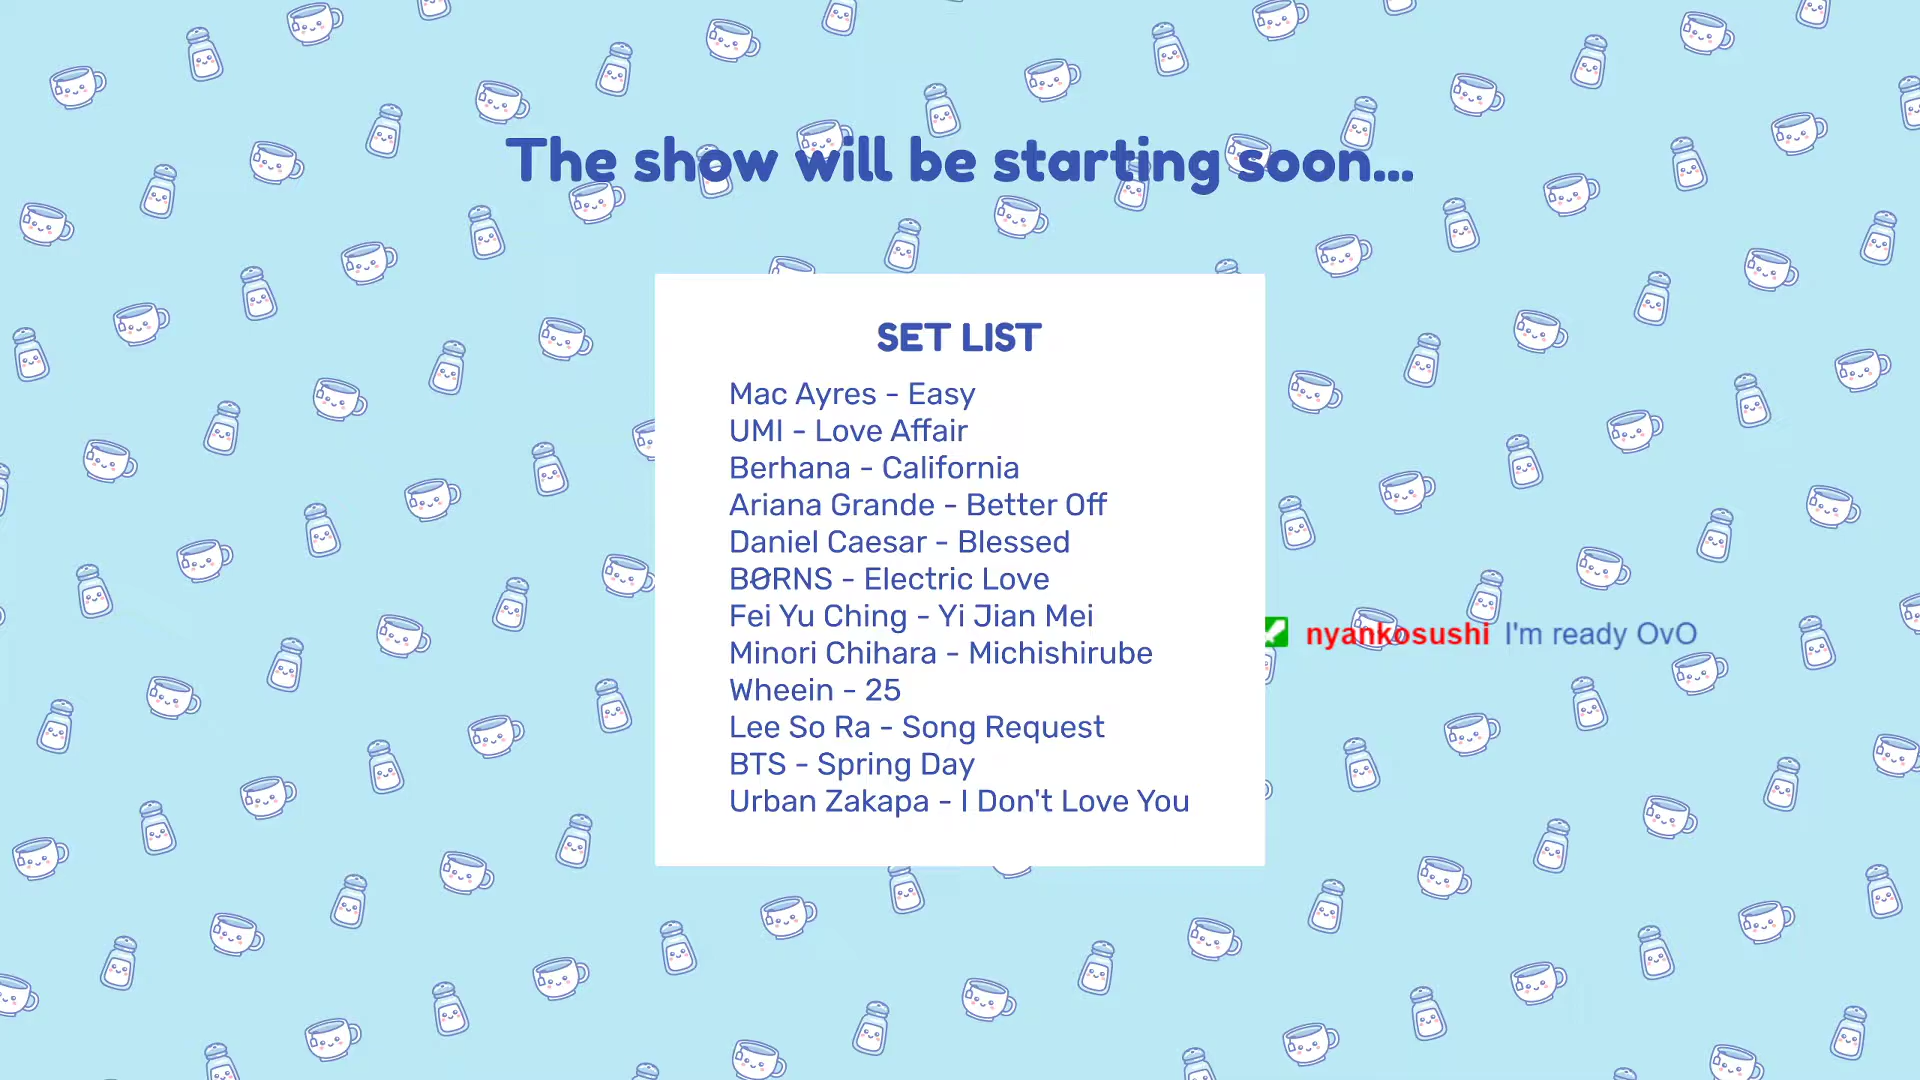 The show will be starting soon...
SET LIST
Mac Ayres - Easy
UMI - Love Affair
Berhana - California
Ariana Grande - Better Off
Daniel Caesar - Blessed
BØRNS - Electric Love
Fei Yu Ching - Yi Jian Mei
Minori Chihara - Michishirube
Wheein - 25
Lee So Ra - Song Request
BTS - Spring Day
Urban Zakapa - I Don't Love You
nyankosushi I'm ready OvO